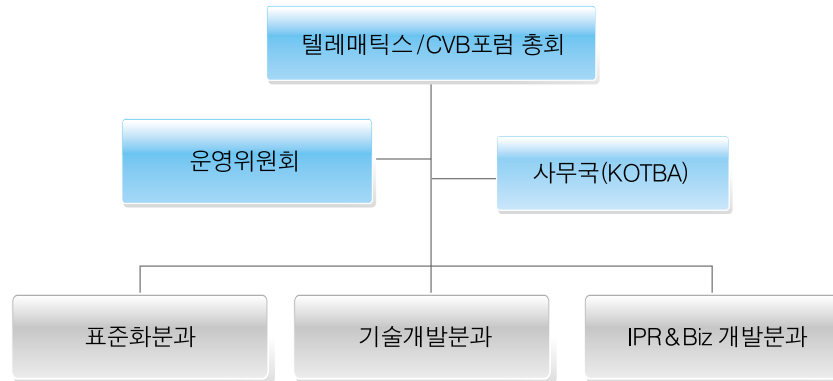 텔레매틱스/CVB포럼 총회
운영위원회
사무국(KOTBA)
표준화분과
기술개발분과
IPR&Biz 개발분과